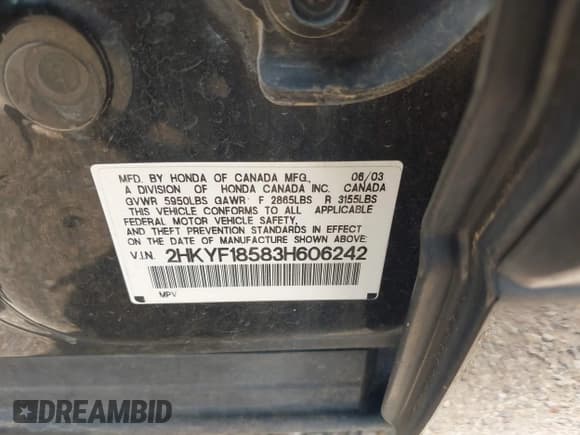 MFD. BY HONDA OF CANADA MFG., 06/03
A DIVISION OF HONDA CANADA INC. CANADA
GVWR 5950LBS GAWR F 2865LBS R 3155LBS
THIS VEHICLE CONFORMS TO ALL APPLICABLE
FEDERAL MOTOR VEHICLE SAFETY,
AND THEFT PREVENTION STANDARDS IN EFFECT
ON THE DATE OF MANUFACTURE SHOWN ABOVE:
V.I.N. 2HKYF18583H606242
MPV
DREAMBID